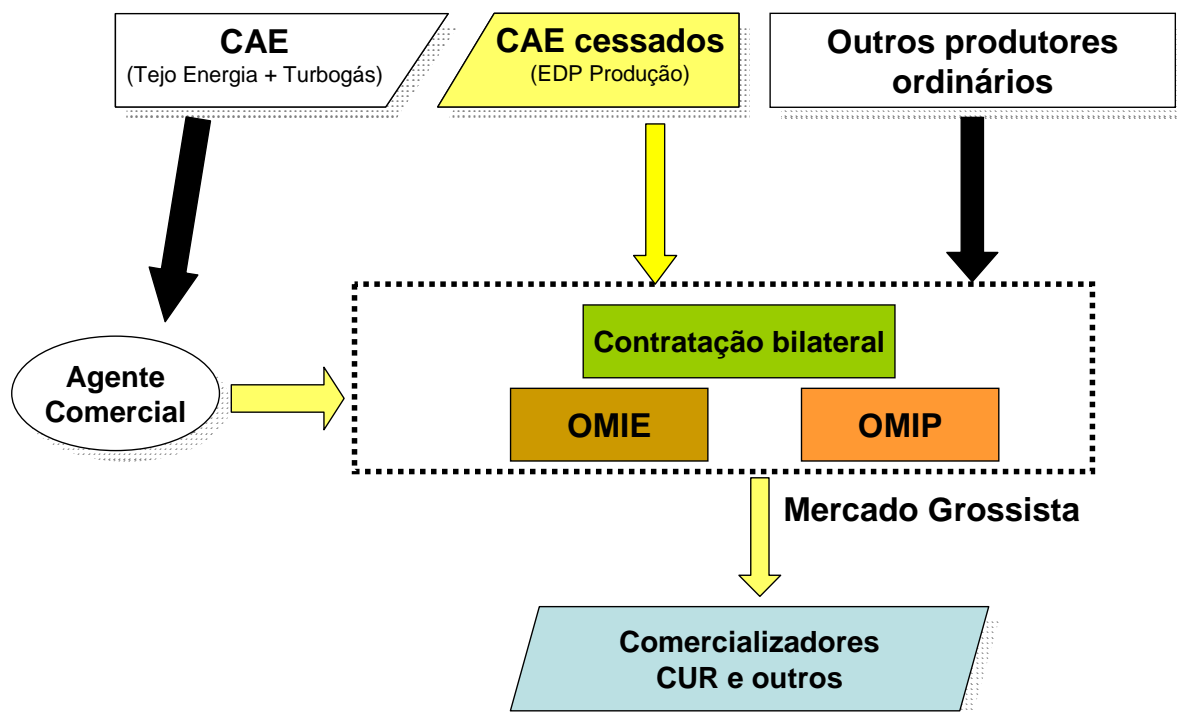 CAE
(Tejo Energia + Turbogás)
CAE cessados
(EDP Produção)
Outros produtores
ordinários
Contratação bilateral
Agente
Comercial
OMIE
OMIP
Mercado Grossista
Comercializadores
CUR e outros